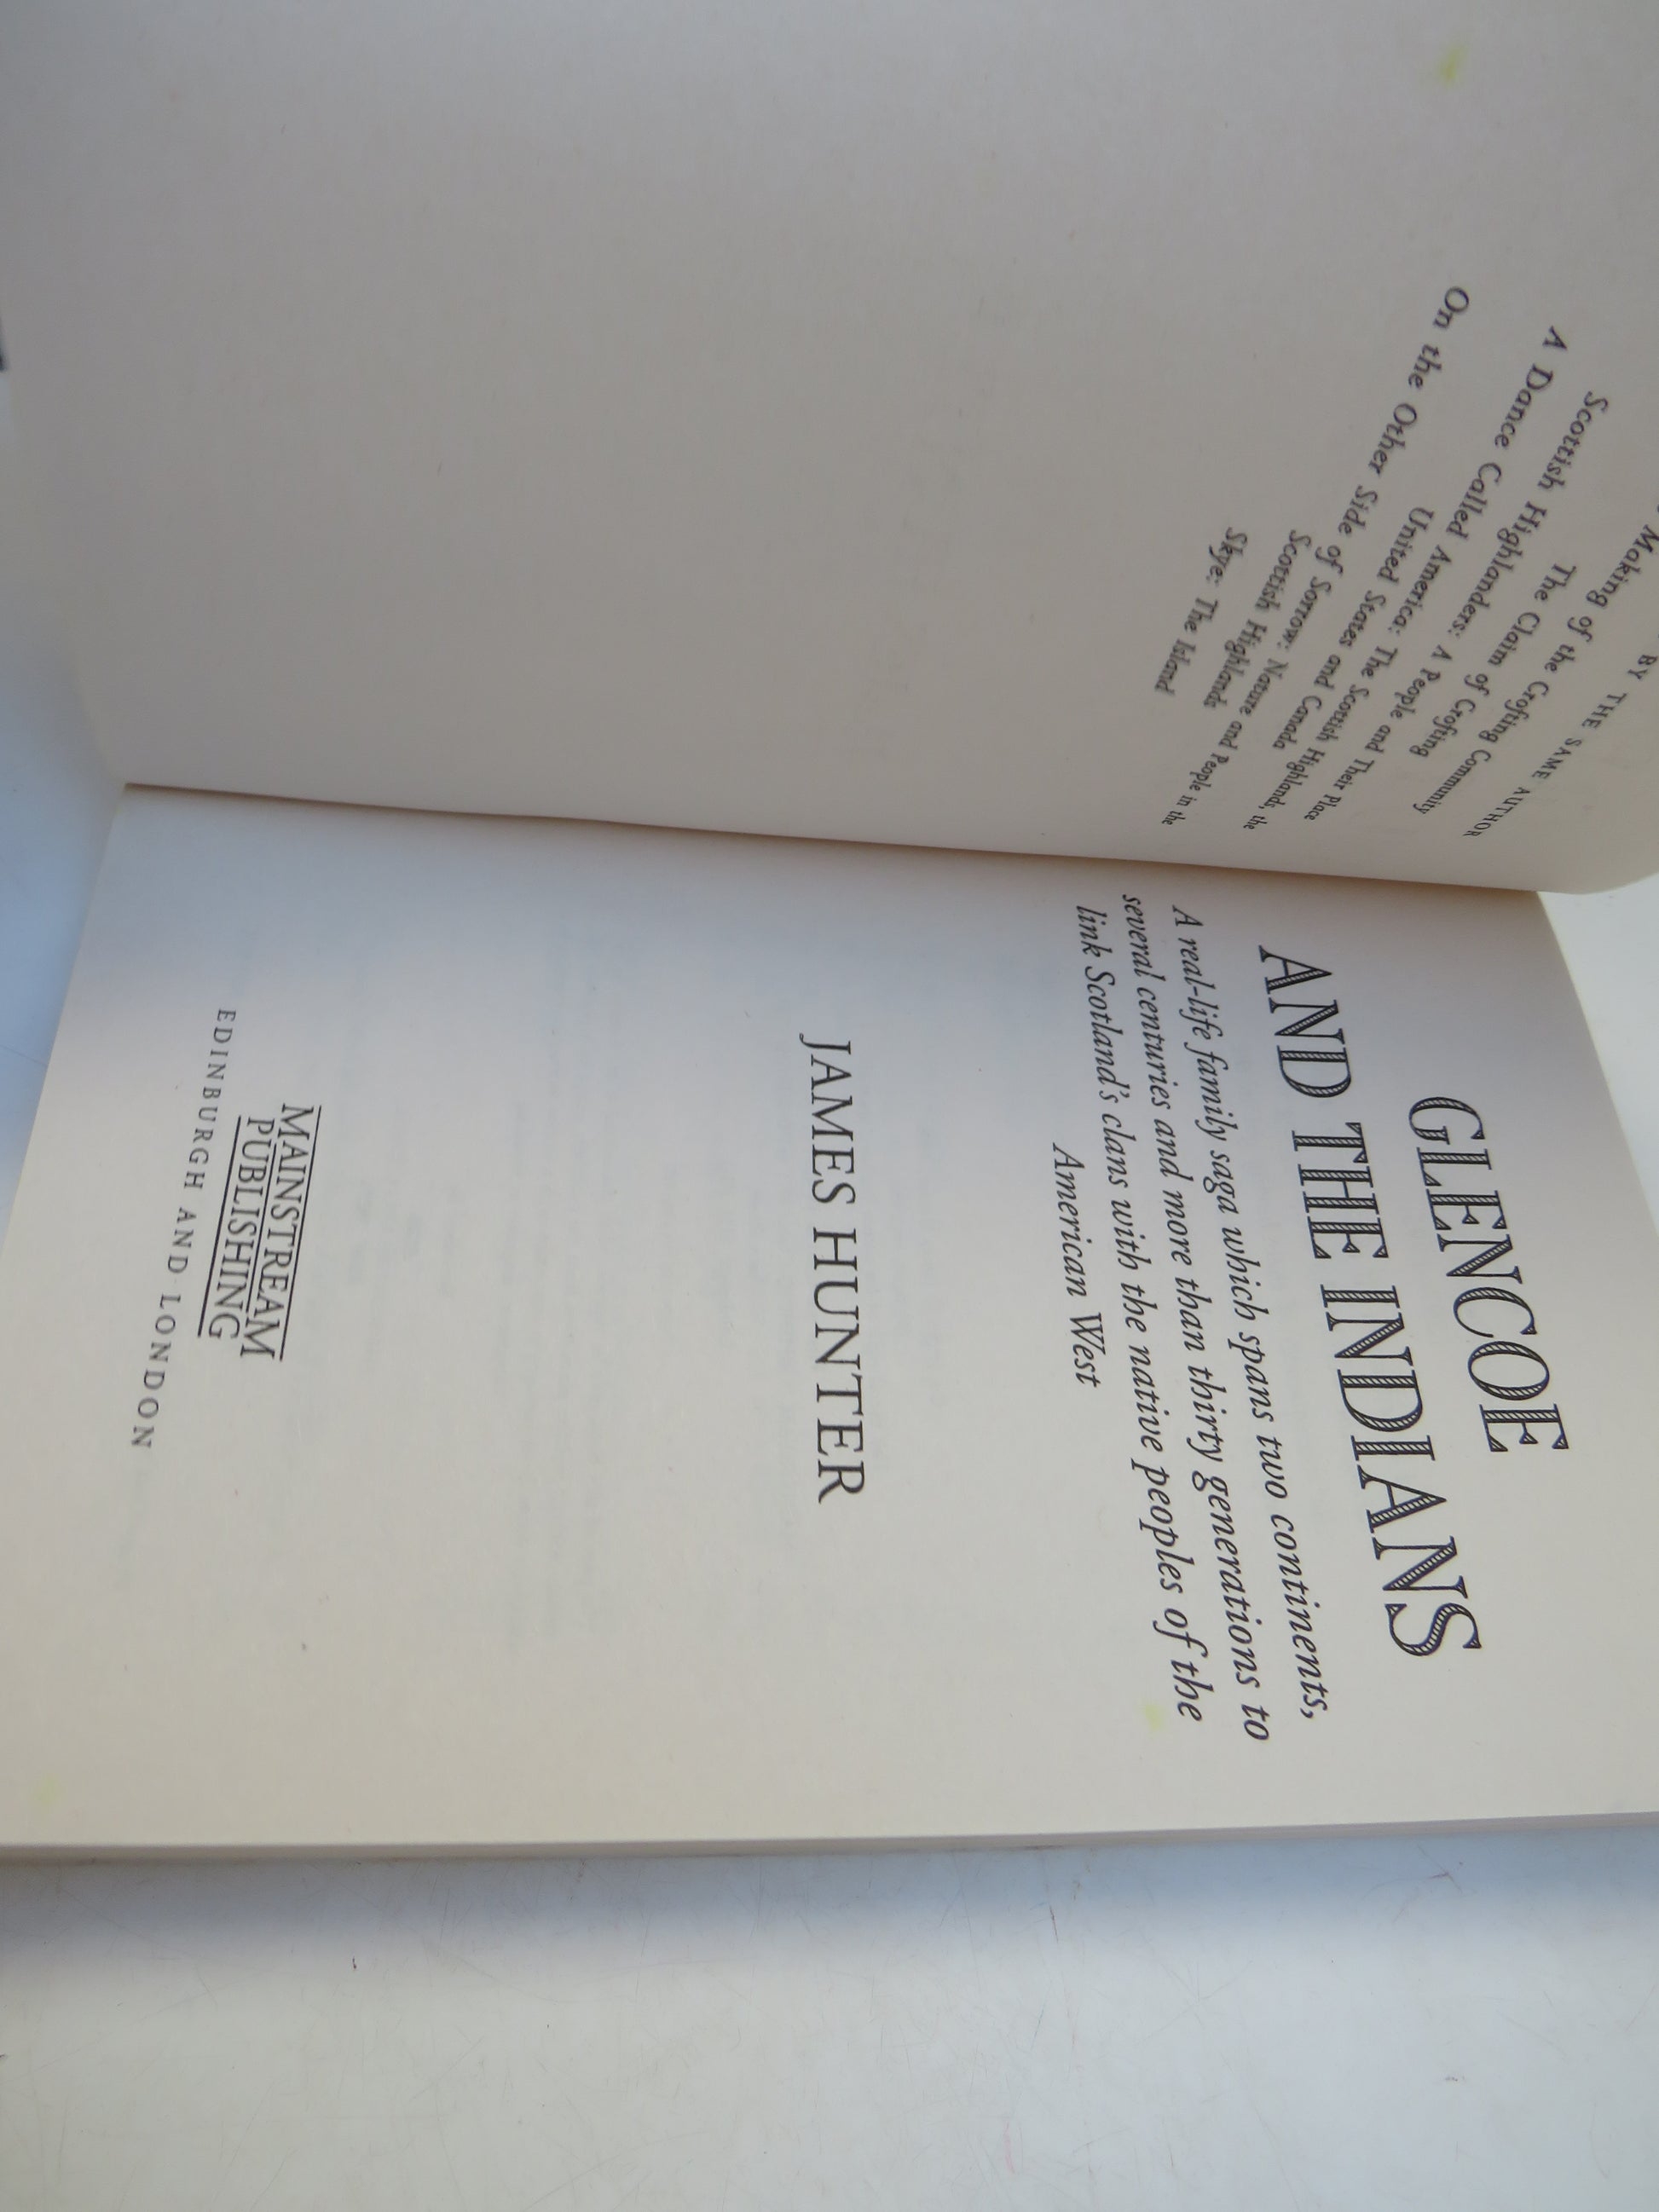 BY THE SAME AUTHOR
Making of the Crofting Community
The Claim of Crofting
Scottish Highlanders: A People and Their Place
A Dance Called America: The Scottish Highlands, the
United States and Canada
On the Other Side of Sorrow: Nature and People in the
Scottish Highlands
Skye: The Island
GLENCOE
AND THE INDIANS
A real-life family saga which spans two continents,
several centuries and more than thirty generations to
link Scotland's clans with the native peoples of the
American West
JAMES HUNTER
MAINSTREAM
PUBLISHING
EDINBURGH AND LONDON